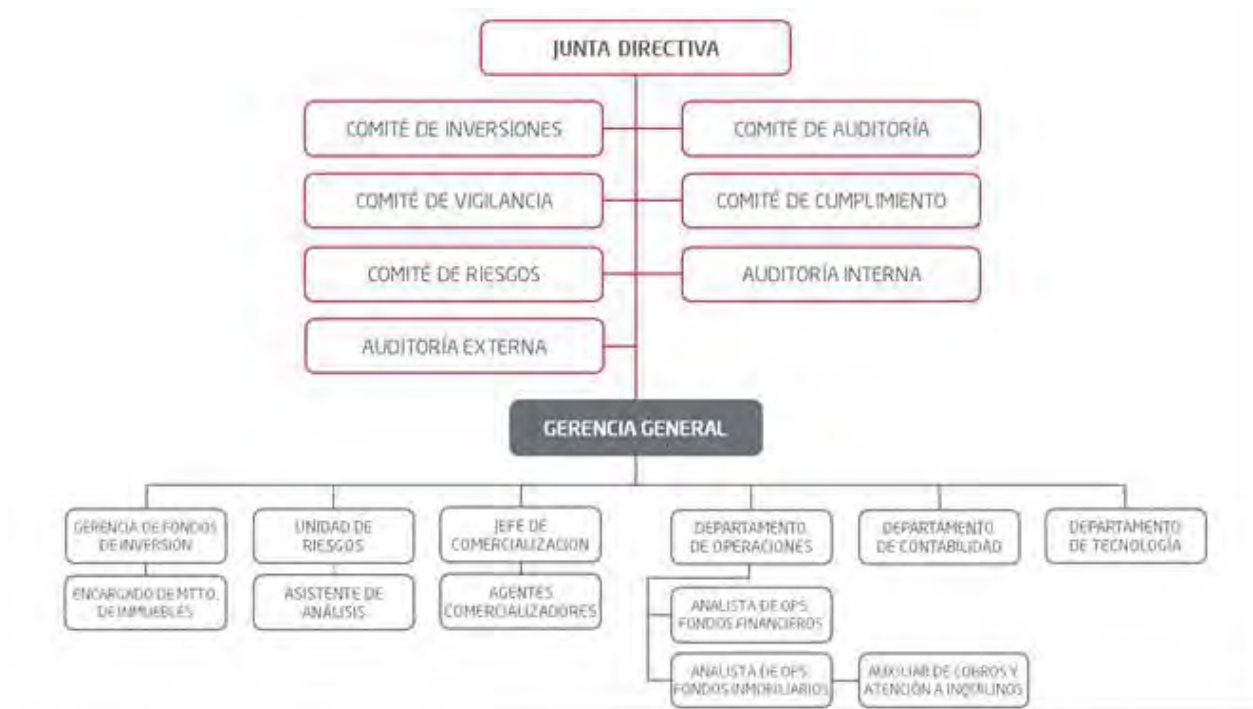 JUNTA DIRECTIVA
COMITÉ DE INVERSIONES
COMITÉ DE AUDITORÍA
COMITÉ DE VIGILANCIA
COMITÉ DE CUMPLIMIENTO
COMITÉ DE RIESGOS
AUDITORÍA INTERNA
AUDITORÍA EXTERNA
GERENCIA GENERAL
GERENCIA DE FONDOS
DE INVERSIÓN
UNIDAD DE
RIESGOS
JEFE DE
COMERCIALIZACION
DEPARTAMENTO
DE OPERACIONES
DEPARTAMENTO
DE CONTABILIDAD
DEPARTAMENTO
DE TECNOLOGÍA
ENCARGADO DE MTTO.
DE INMUEBLES
ASISTENTE DE
ANÁLISIS
AGENTES
COMERCIALIZADORES
ANALISTA DE OPS.
FONDOS FINANCIEROS
ANALISTA DE OPS.
FONDOS INMOBILIARIOS
AUXILIAR DE COBROS Y
ATENCIÓN A INQUILINOS